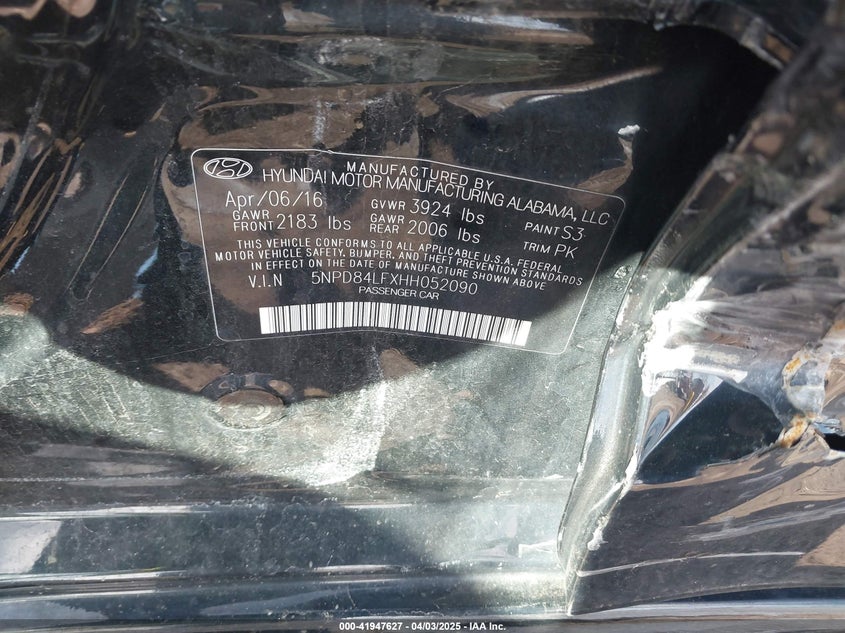 MANUFACTURED BY
HYUNDAI MOTOR MANUFACTURING ALABAMA, LLC
Apr/06/16 GVWR 3924 lbs PAINT S3
GAWR FRONT 2183 lbs GAWR REAR 2006 lbs TRIM PK
THIS VEHICLE CONFORMS TO ALL APPLICABLE U.S.A. FEDERAL
MOTOR VEHICLE SAFETY, BUMPER, AND THEFT PREVENTION STANDARDS
IN EFFECT ON THE DATE OF MANUFACTURE SHOWN ABOVE
V.I.N 5NPD84LFXHH052090
PASSENGER CAR
000-41947627 - 04/03/2025 - IAA Inc.